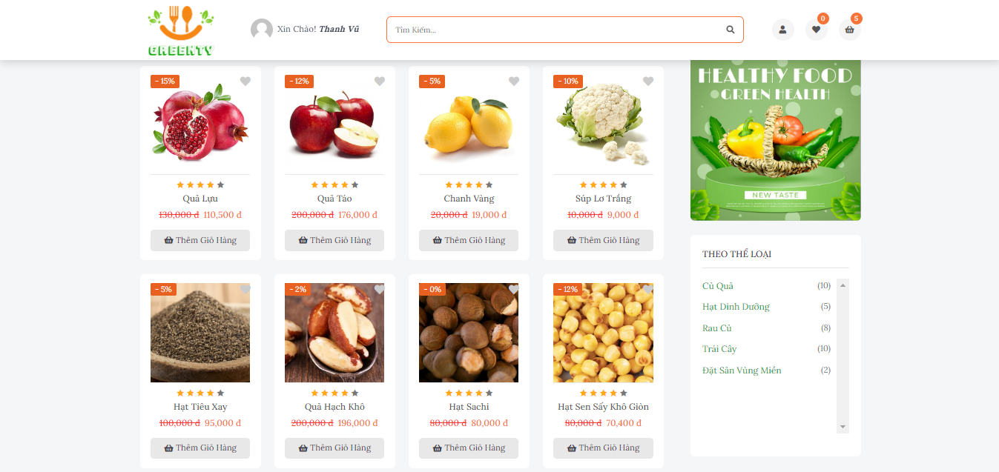 GREENTY
Xin Chào! Thanh Vũ
Tìm Kiếm...
0
5
- 15%
- 12%
- 5%
- 10%
Quả Lựu
Quả Táo
Chanh Vàng
Súp Lơ Trắng
130,000 đ 110,500 đ
200,000 đ 176,000 đ
20,000 đ 19,000 đ
10,000 đ 9,000 đ
Thêm Giỏ Hàng
Thêm Giỏ Hàng
Thêm Giỏ Hàng
Thêm Giỏ Hàng
- 5%
- 2%
- 0%
- 12%
Hạt Tiêu Xay
Quả Hạch Khô
Hạt Sachi
Hạt Sen Sấy Khô Giòn
100,000 đ 95,000 đ
200,000 đ 196,000 đ
80,000 đ 80,000 đ
80,000 đ 70,400 đ
Thêm Giỏ Hàng
Thêm Giỏ Hàng
Thêm Giỏ Hàng
Thêm Giỏ Hàng
HEALTHY FOOD
GREEN HEALTH
NEW TASTE
THEO THỂ LOẠI
Củ Quả (10)
Hạt Dinh Dưỡng (5)
Rau Củ (8)
Trái Cây (10)
Đặt Sản Vùng Miền (2)